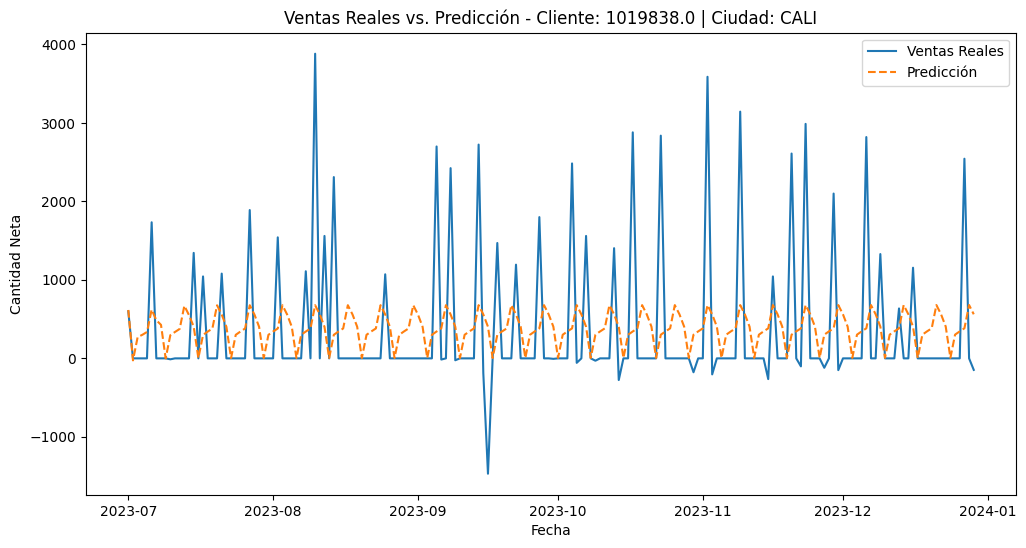 Ventas Reales vs. Predicción - Cliente: 1019838.0 | Ciudad: CALI
Ventas Reales
Predicción
Cantidad Neta
4000
3000
2000
1000
0
−1000
2023-07
2023-08
2023-09
2023-10
2023-11
2023-12
2024-01
Fecha